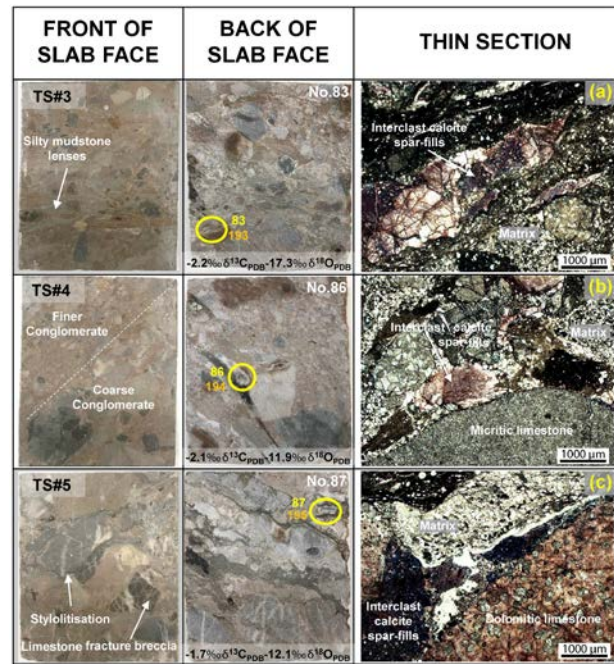 FRONT OF
SLAB FACE
BACK OF
SLAB FACE
THIN SECTION
TS#3
Silty mudstone
lenses
No.83
83
193
-2.2‰δ¹³CPDB-17.3‰δ¹⁸OPDB
(a)
Interclast calcite
spar-fills
Matrix
1000 µm
TS#4
Finer
Conglomerate
Coarse
Conglomerate
No.86
86
194
-2.1‰δ¹³CPDB-11.9‰δ¹⁸OPDB
(b)
Interclast calcite
spar-fills
Matrix
Micritic limestone
1000 µm
TS#5
Stylolitisation
Limestone fracture breccia
No.87
87
195
-1.7‰δ¹³CPDB-12.1‰δ¹⁸OPDB
(c)
Matrix
Interclast
calcite
spar-fills
Dolomitic limestone
1000 µm